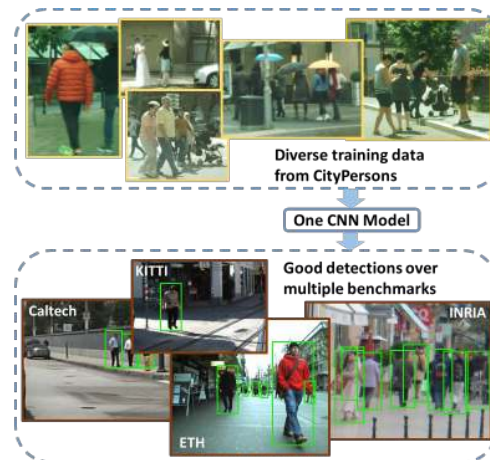 Diverse training data
from CityPersons
One CNN Model
Good detections over
multiple benchmarks
KITTI
Caltech
INRIA
ETH